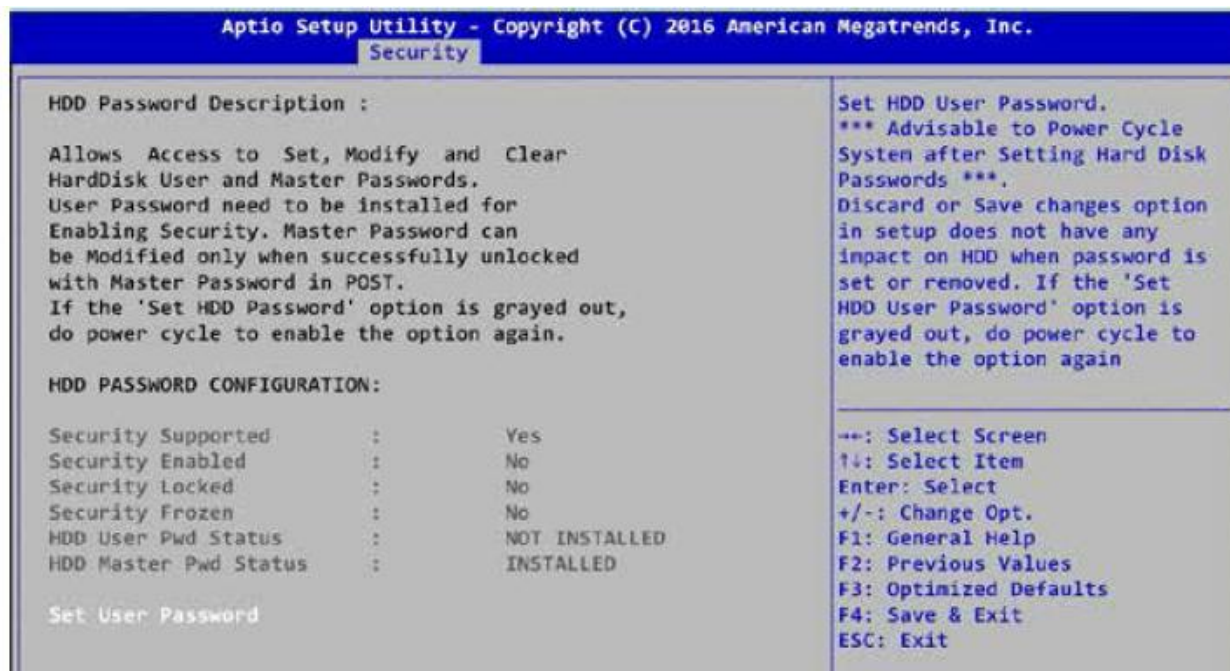 Aptio Setup Utility - Copyright (C) 2016 American Megatrends, Inc.
Security
HDD Password Description :
Allows Access to Set, Modify and Clear
HardDisk User and Master Passwords.
User Password need to be installed for
Enabling Security. Master Password can
be Modified only when successfully unlocked
with Master Password in POST.
If the 'Set HDD Password' option is grayed out,
do power cycle to enable the option again.
HDD PASSWORD CONFIGURATION:
Security Supported : Yes
Security Enabled : No
Security Locked : No
Security Frozen : No
HDD User Pwd Status : NOT INSTALLED
HDD Master Pwd Status : INSTALLED
Set User Password
Set HDD User Password.
*** Advisable to Power Cycle
System after Setting Hard Disk
Passwords ***.
Discard or Save changes option
in setup does not have any
impact on HDD when password is
set or removed. If the 'Set
HDD User Password' option is
grayed out, do power cycle to
enable the option again
→←: Select Screen
↑↓: Select Item
Enter: Select
+/-: Change Opt.
F1: General Help
F2: Previous Values
F3: Optimized Defaults
F4: Save & Exit
ESC: Exit